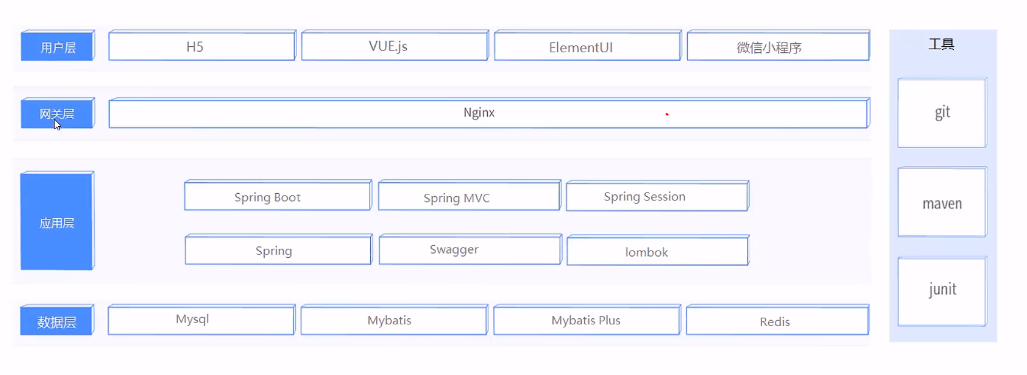 用户层
H5
VUE.js
ElementUI
微信小程序
网关层
Nginx
应用层
Spring Boot
Spring MVC
Spring Session
Spring
Swagger
lombok
数据层
Mysql
Mybatis
Mybatis Plus
Redis
工具
git
maven
junit